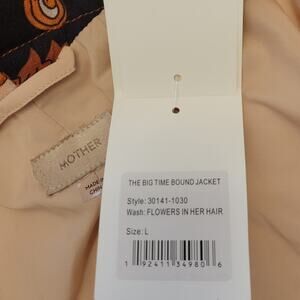 MOTHER
MADE IN
CHINA
THE BIG TIME BOUND JACKET
Style: 30141-1030
Wash: FLOWERS IN HER HAIR
Size: L
1 92411 34980 6